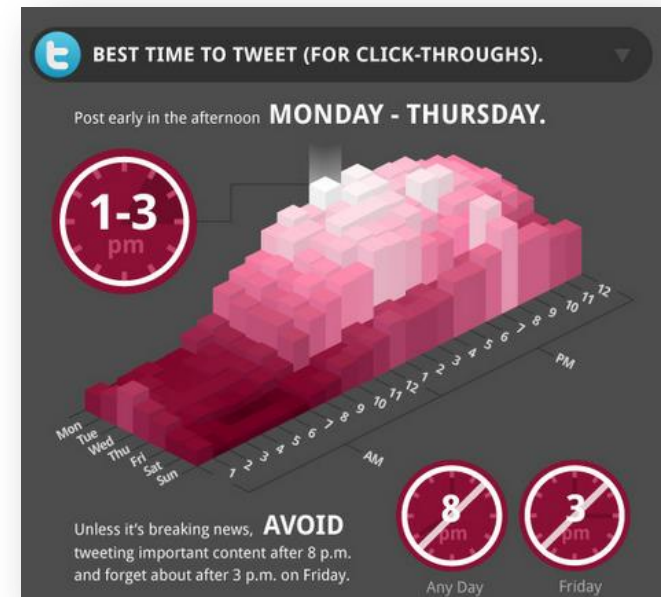 BEST TIME TO TWEET (FOR CLICK-THROUGHS).
Post early in the afternoon MONDAY - THURSDAY.
1-3
pm
Mon
Tue
Wed
Thu
Fri
Sat
Sun
1 2 3 4 5 6 7 8 9 10 11 12 1 2 3 4 5 6 7 8 9 10 11 12
AM
PM
Unless it's breaking news, AVOID
tweeting important content after 8 p.m.
and forget about after 3 p.m. on Friday.
8
pm
Any Day
3
pm
Friday